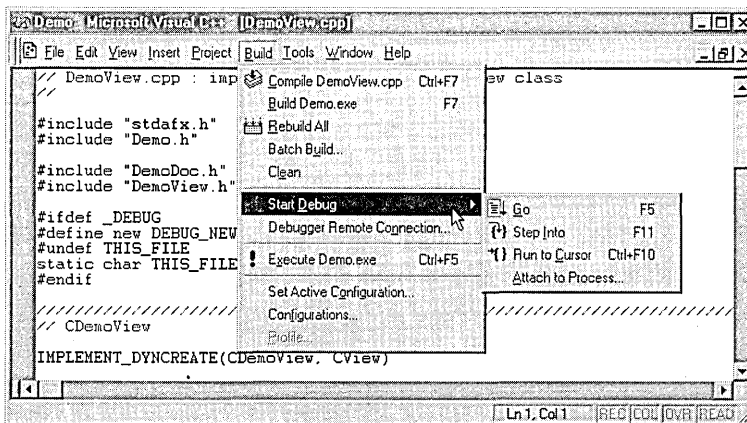 Demo - Microsoft Visual C++ - [DemoView.cpp]
File Edit View Insert Project Build Tools Window Help
// DemoView.cpp : imp
ew class
//
#include "stdafx.h"
#include "Demo.h"
#include "DemoDoc.h"
#include "DemoView.h"
#ifdef _DEBUG
#define new DEBUG_NEW
#undef THIS_FILE
static char THIS_FILE
#endif
// CDemoView
IMPLEMENT_DYNCREATE(CDemoView, CView)
Compile DemoView.cpp Ctrl+F7
Build Demo.exe F7
Rebuild All
Batch Build...
Clean
Start Debug
Debugger Remote Connection...
Execute Demo.exe Ctrl+F5
Set Active Configuration...
Configurations...
Profile...
Go F5
Step Into F11
Run to Cursor Ctrl+F10
Attach to Process...
Ln 1, Col 1 REC COL OVR READ